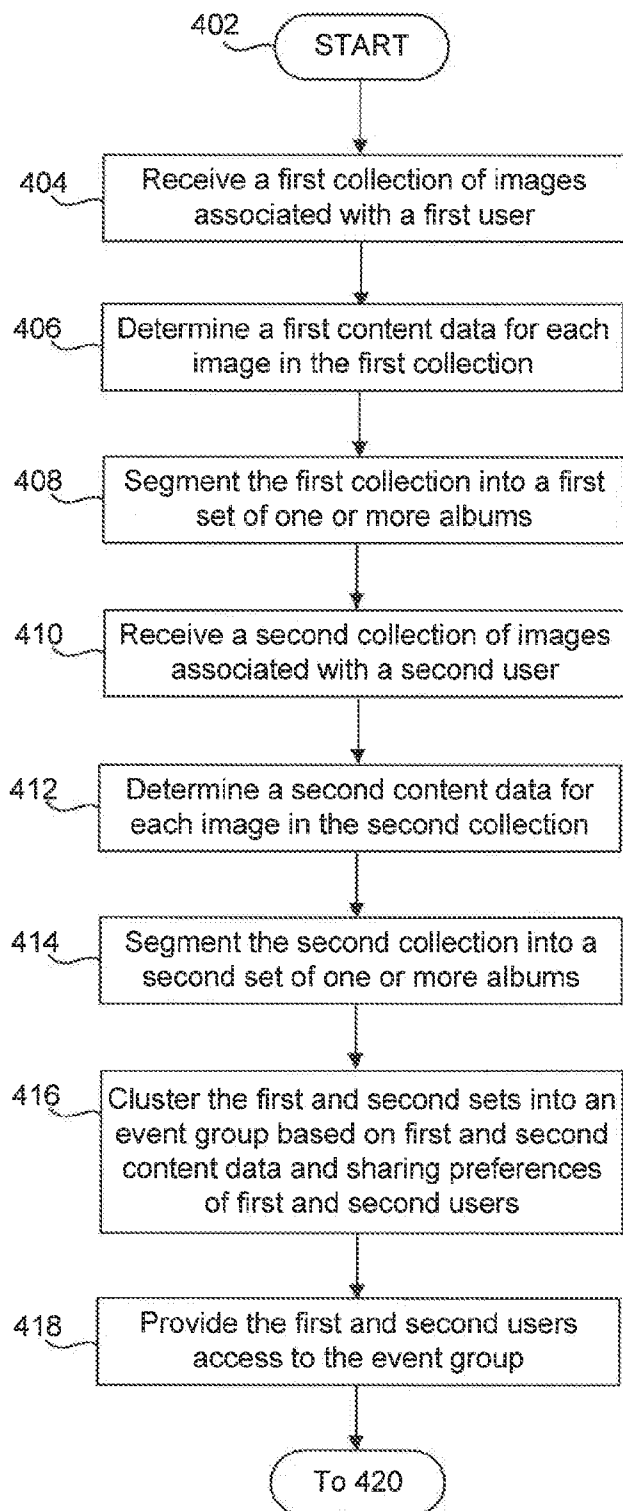 402
START
404
Receive a first collection of images
associated with a first user
406
Determine a first content data for each
image in the first collection
408
Segment the first collection into a first
set of one or more albums
410
Receive a second collection of images
associated with a second user
412
Determine a second content data for
each image in the second collection
414
Segment the second collection into a
second set of one or more albums
416
Cluster the first and second sets into an
event group based on first and second
content data and sharing preferences
of first and second users
418
Provide the first and second users
access to the event group
To 420